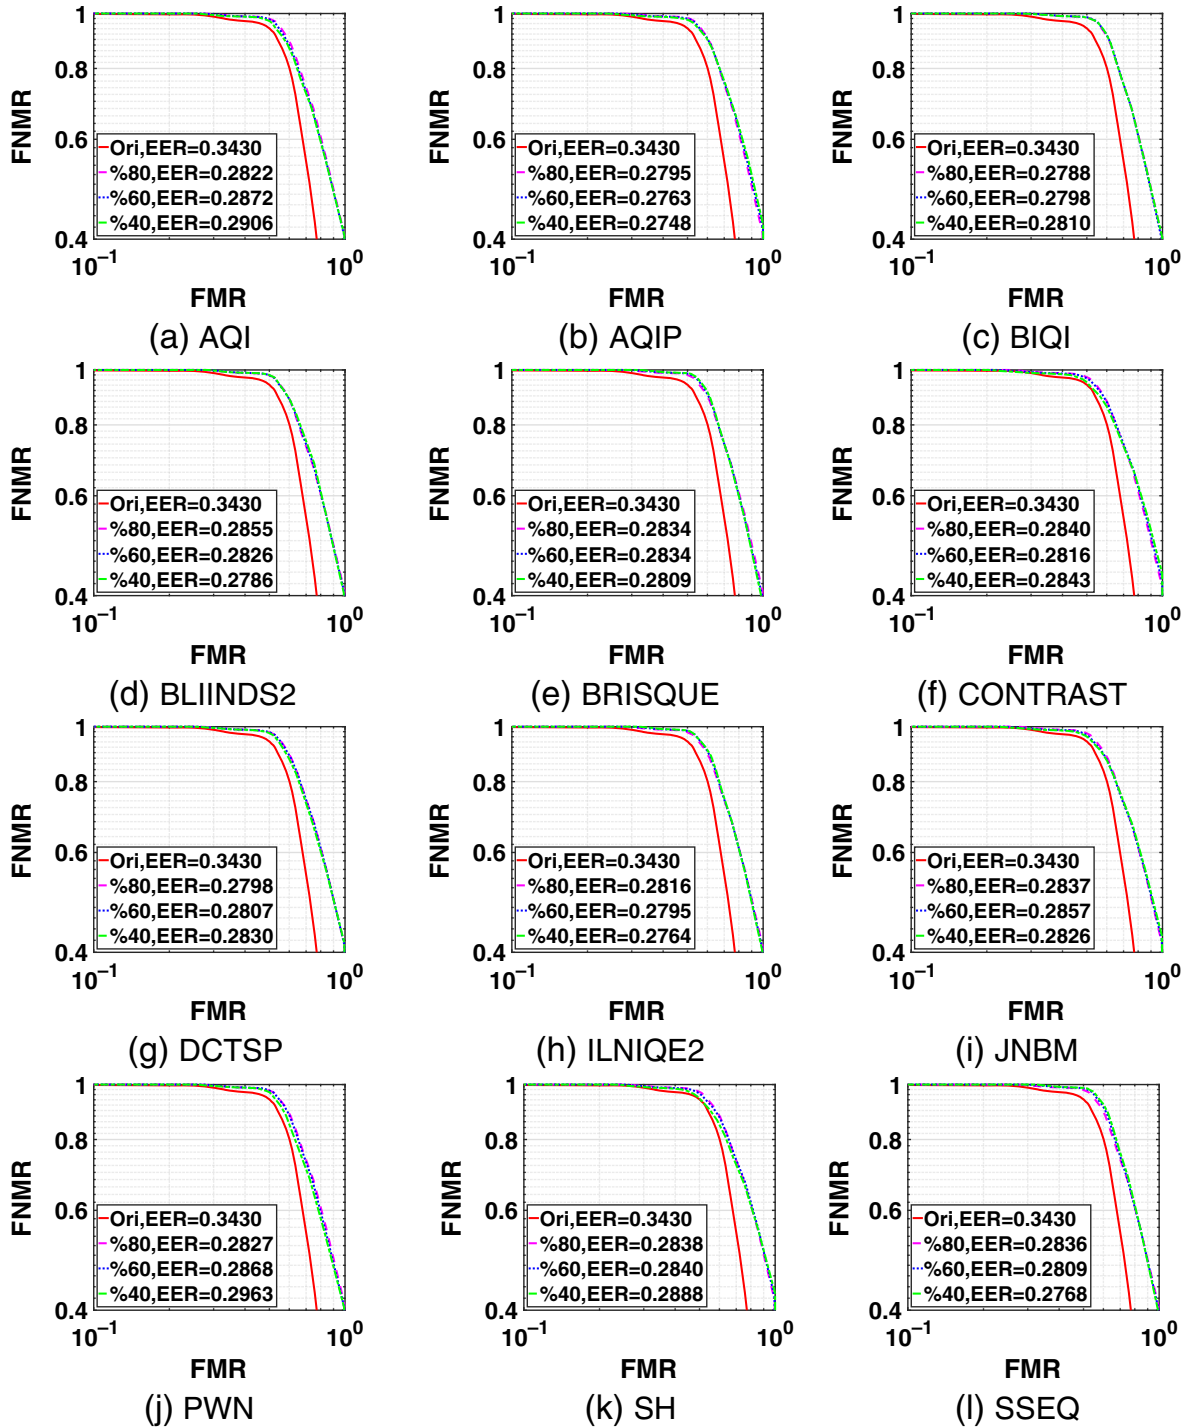 1
0.8
0.6
0.4
FNMR
Ori,EER=0.3430
%80,EER=0.2822
%60,EER=0.2872
%40,EER=0.2906
10⁻¹
10⁰
FMR
(a) AQI
1
0.8
0.6
0.4
FNMR
Ori,EER=0.3430
%80,EER=0.2795
%60,EER=0.2763
%40,EER=0.2748
10⁻¹
10⁰
FMR
(b) AQIP
1
0.8
0.6
0.4
FNMR
Ori,EER=0.3430
%80,EER=0.2788
%60,EER=0.2798
%40,EER=0.2810
10⁻¹
10⁰
FMR
(c) BIQI
1
0.8
0.6
0.4
FNMR
Ori,EER=0.3430
%80,EER=0.2855
%60,EER=0.2826
%40,EER=0.2786
10⁻¹
10⁰
FMR
(d) BLIINDS2
1
0.8
0.6
0.4
FNMR
Ori,EER=0.3430
%80,EER=0.2834
%60,EER=0.2834
%40,EER=0.2809
10⁻¹
10⁰
FMR
(e) BRISQUE
1
0.8
0.6
0.4
FNMR
Ori,EER=0.3430
%80,EER=0.2840
%60,EER=0.2816
%40,EER=0.2843
10⁻¹
10⁰
FMR
(f) CONTRAST
1
0.8
0.6
0.4
FNMR
Ori,EER=0.3430
%80,EER=0.2798
%60,EER=0.2807
%40,EER=0.2830
10⁻¹
10⁰
FMR
(g) DCTSP
1
0.8
0.6
0.4
FNMR
Ori,EER=0.3430
%80,EER=0.2816
%60,EER=0.2795
%40,EER=0.2764
10⁻¹
10⁰
FMR
(h) ILNIQE2
1
0.8
0.6
0.4
FNMR
Ori,EER=0.3430
%80,EER=0.2837
%60,EER=0.2857
%40,EER=0.2826
10⁻¹
10⁰
FMR
(i) JNBM
1
0.8
0.6
0.4
FNMR
Ori,EER=0.3430
%80,EER=0.2827
%60,EER=0.2868
%40,EER=0.2963
10⁻¹
10⁰
FMR
(j) PWN
1
0.8
0.6
0.4
FNMR
Ori,EER=0.3430
%80,EER=0.2838
%60,EER=0.2840
%40,EER=0.2888
10⁻¹
10⁰
FMR
(k) SH
1
0.8
0.6
0.4
FNMR
Ori,EER=0.3430
%80,EER=0.2836
%60,EER=0.2809
%40,EER=0.2768
10⁻¹
10⁰
FMR
(l) SSEQ